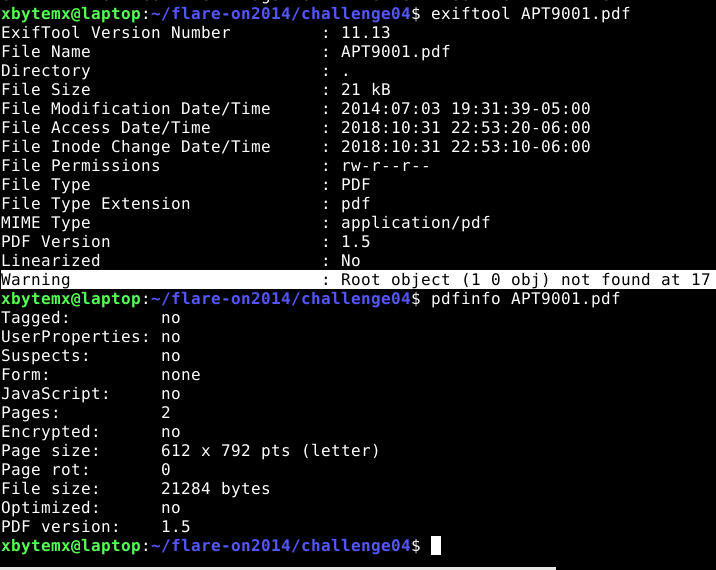 xbytemx@laptop:~/flare-on2014/challenge04$ exiftool APT9001.pdf
ExifTool Version Number         : 11.13
File Name                       : APT9001.pdf
Directory                       : .
File Size                       : 21 kB
File Modification Date/Time     : 2014:07:03 19:31:39-05:00
File Access Date/Time           : 2018:10:31 22:53:20-06:00
File Inode Change Date/Time     : 2018:10:31 22:53:10-06:00
File Permissions                : rw-r--r--
File Type                       : PDF
File Type Extension             : pdf
MIME Type                       : application/pdf
PDF Version                     : 1.5
Linearized                      : No
Warning                         : Root object (1 0 obj) not found at 17
xbytemx@laptop:~/flare-on2014/challenge04$ pdfinfo APT9001.pdf
Tagged:         no
UserProperties: no
Suspects:       no
Form:           none
JavaScript:     no
Pages:          2
Encrypted:      no
Page size:      612 x 792 pts (letter)
Page rot:       0
File size:      21284 bytes
Optimized:      no
PDF version:    1.5
xbytemx@laptop:~/flare-on2014/challenge04$